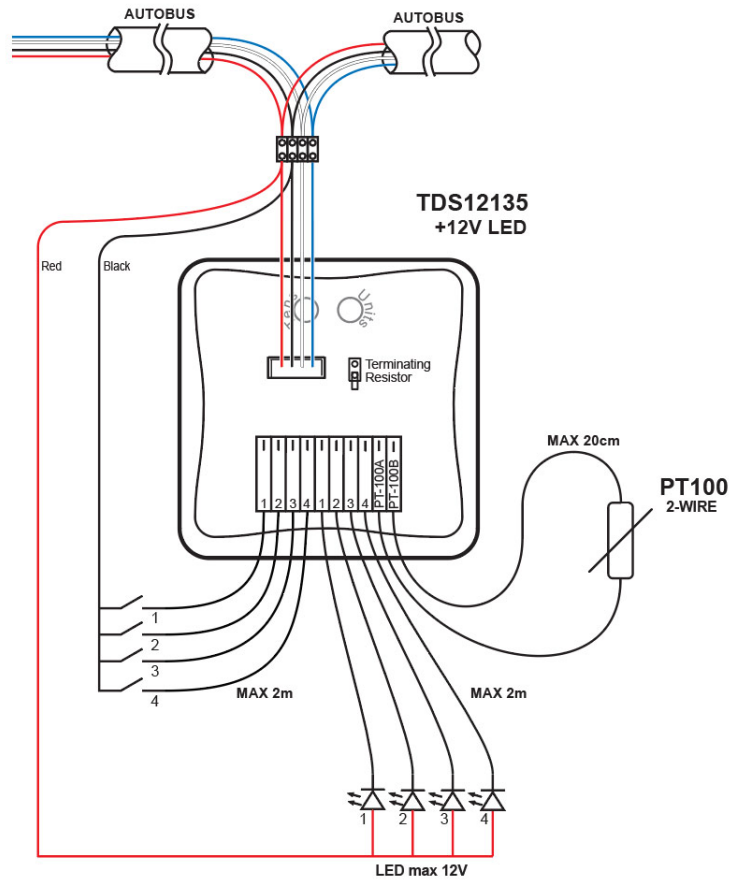 AUTOBUS
AUTOBUS
TDS12135
+12V LED
Red
Black
Tens
Units
Terminating
Resistor
1 2 3 4 1 2 3 4 PT-100A PT-100B
MAX 20cm
PT100
2-WIRE
1
2
3
4
MAX 2m
MAX 2m
1 2 3 4
LED max 12V